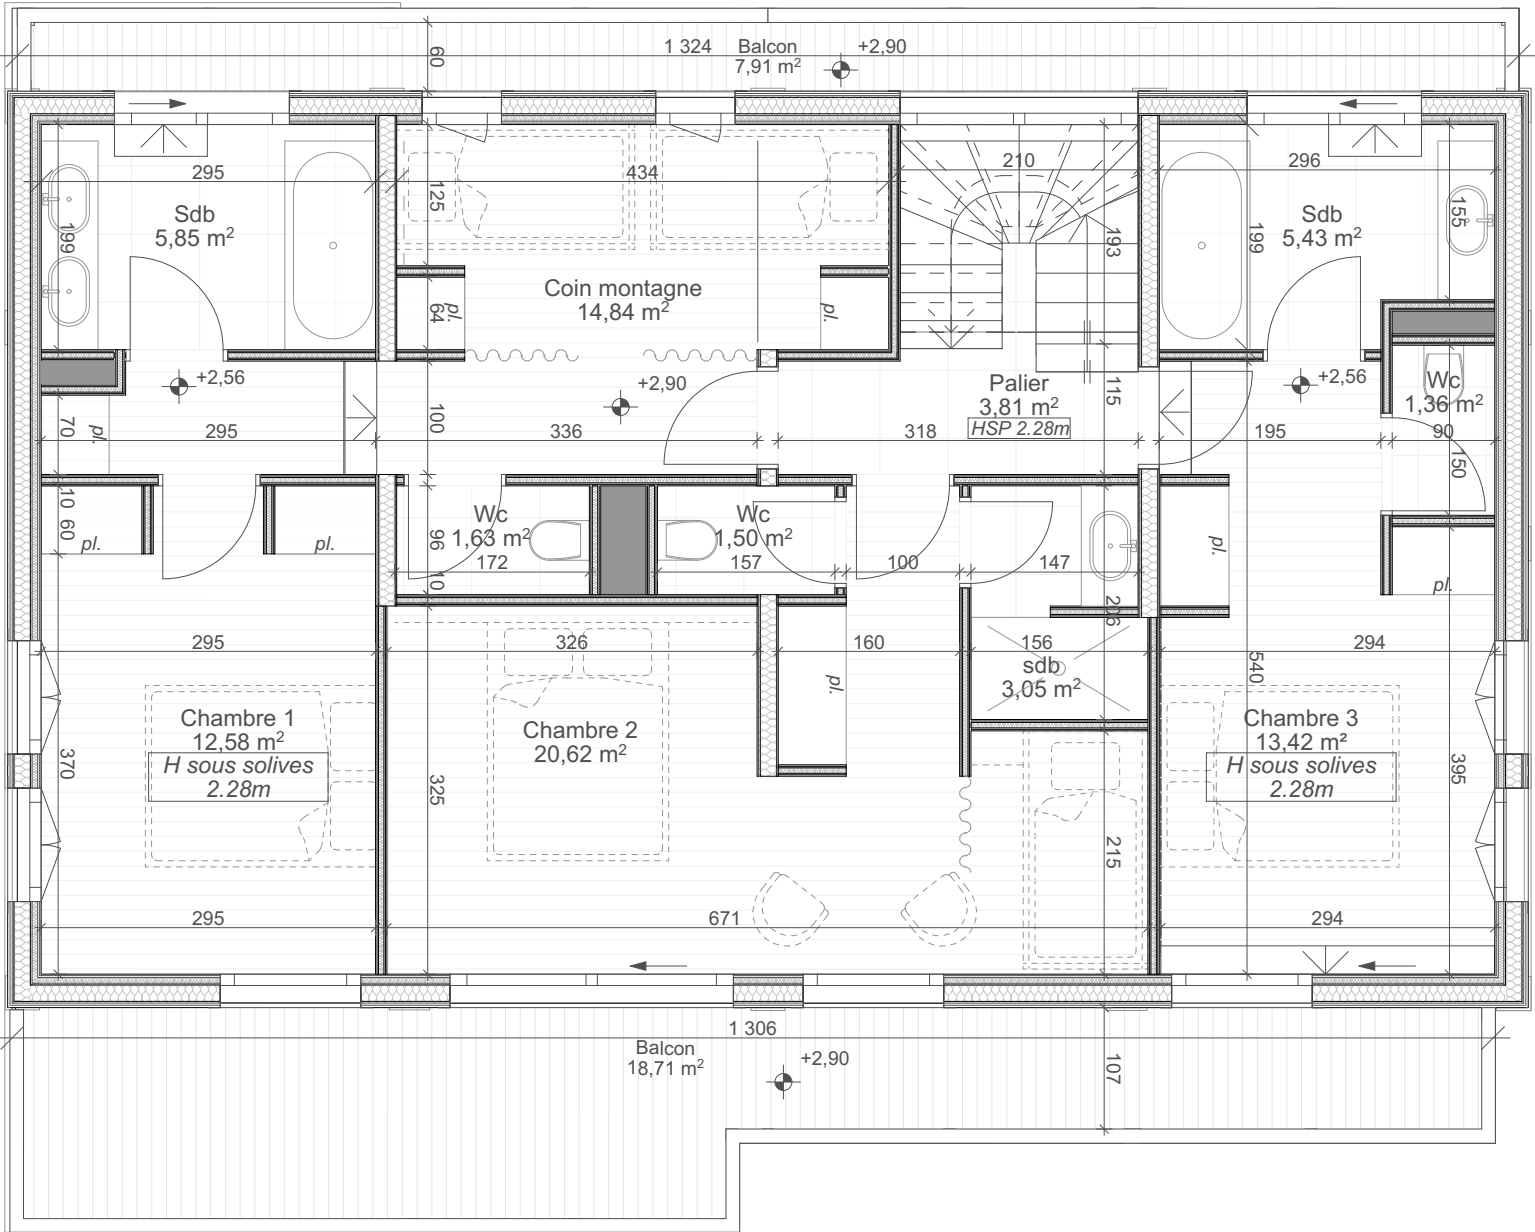 1 324
Balcon
7,91 m²
+2,90
60
295
Sdb
5,85 m²
199
125
434
Coin montagne
14,84 m²
64
pl.
pl.
210
193
296
Sdb
5,43 m²
199
155
+2,56
+2,90
Palier
3,81 m²
HSP 2.28m
115
+2,56
Wc
1,36 m²
70
pl.
295
100
336
318
195
90
150
10
60
pl.
pl.
Wc
1,63 m²
96
172
10
Wc
1,50 m²
157
100
147
pl.
pl.
206
295
326
160
156
294
sdb
3,05 m²
pl.
540
Chambre 1
12,58 m²
H sous solives
2.28m
370
Chambre 2
20,62 m²
325
Chambre 3
13,42 m²
H sous solives
2.28m
395
215
295
671
294
1 306
Balcon
18,71 m²
+2,90
107